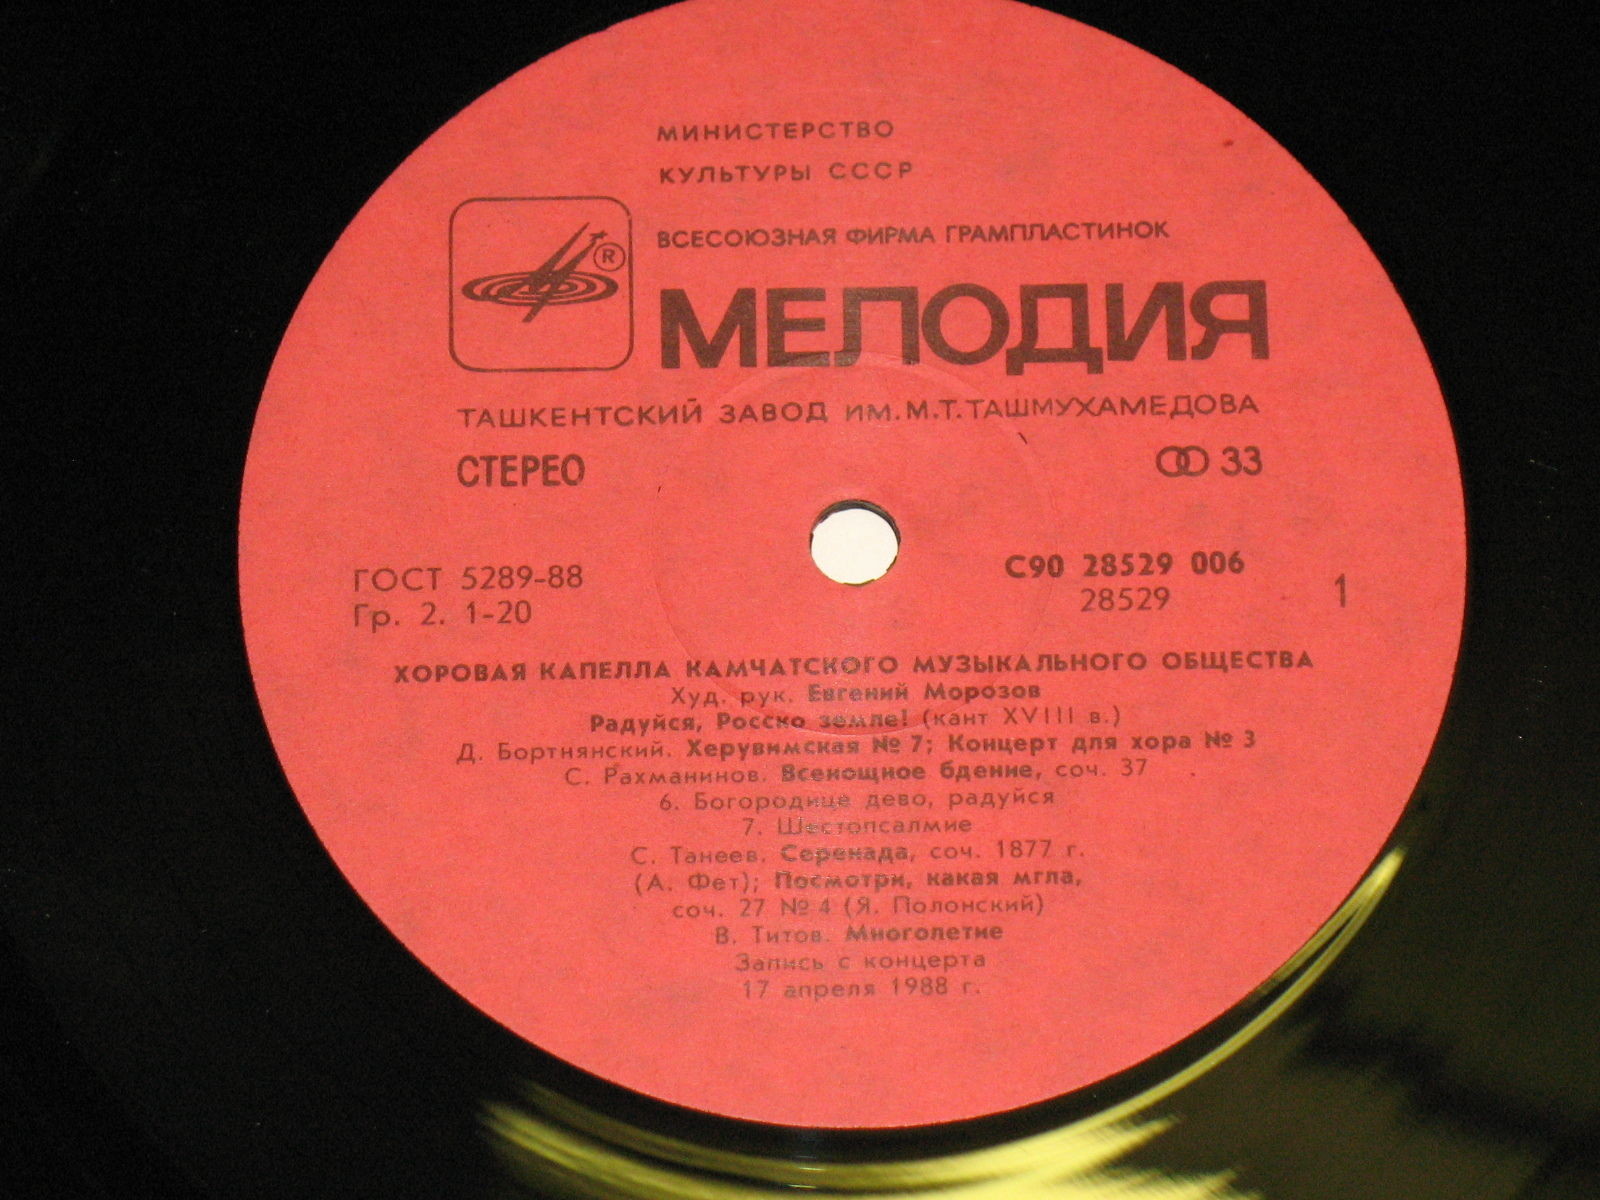 МИНИСТЕРСТВО
КУЛЬТУРЫ СССР
ВСЕСОЮЗНАЯ ФИРМА ГРАМПЛАСТИНОК
®
МЕЛОДИЯ
ТАШКЕНТСКИЙ ЗАВОД ИМ. М.Т. ТАШМУХАМЕДОВА
СТЕРЕО
33
ГОСТ 5289-88
Гр. 2. 1-20
С90 28529 006
28529
1
ХОРОВАЯ КАПЕЛЛА КАМЧАТСКОГО МУЗЫКАЛЬНОГО ОБЩЕСТВА
Худ. рук. Евгений Морозов
Радуйся, Росско земле! (кант XVIII в.)
Д. Бортнянский. Херувимская № 7; Концерт для хора № 3
С. Рахманинов. Всенощное бдение, соч. 37
6. Богородице дево, радуйся
7. Шестопсалмие
С. Танеев. Серенада, соч. 1877 г.
(А. Фет); Посмотри, какая мгла,
соч. 27 № 4 (Я. Полонский)
В. Титов. Многолетие
Запись с концерта
17 апреля 1988 г.